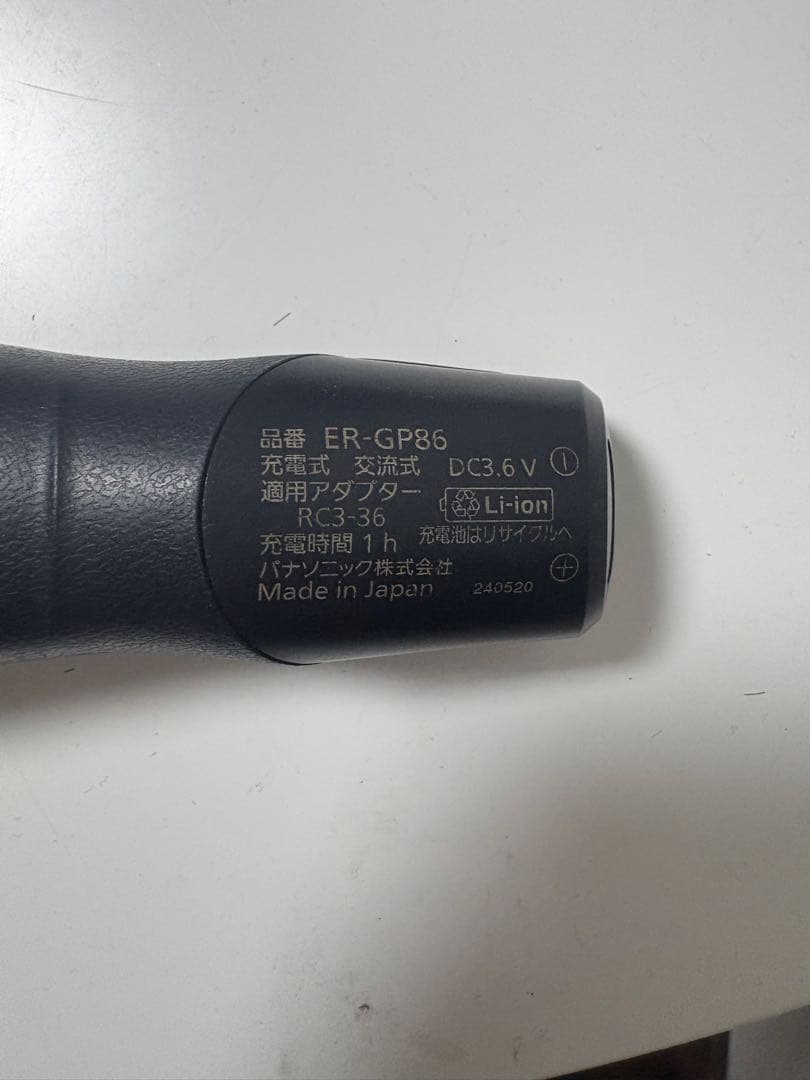 品番 ER-GP86
充電式 交流式 DC3.6V
適用アダプター
RC3-36
Li-ion
充電池はリサイクルへ
充電時間 1h
パナソニック株式会社
Made in Japan 240520